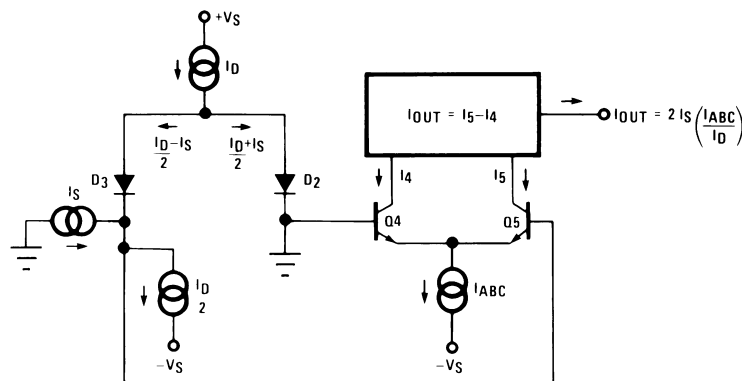 +VS
ID
ID/2 −IS
ID/2 +IS
D3
D2
IS
ID
2
−VS
IOUT = I5−I4
IOUT = 2 IS (IABC/ID)
I4
I5
Q4
Q5
IABC
−VS